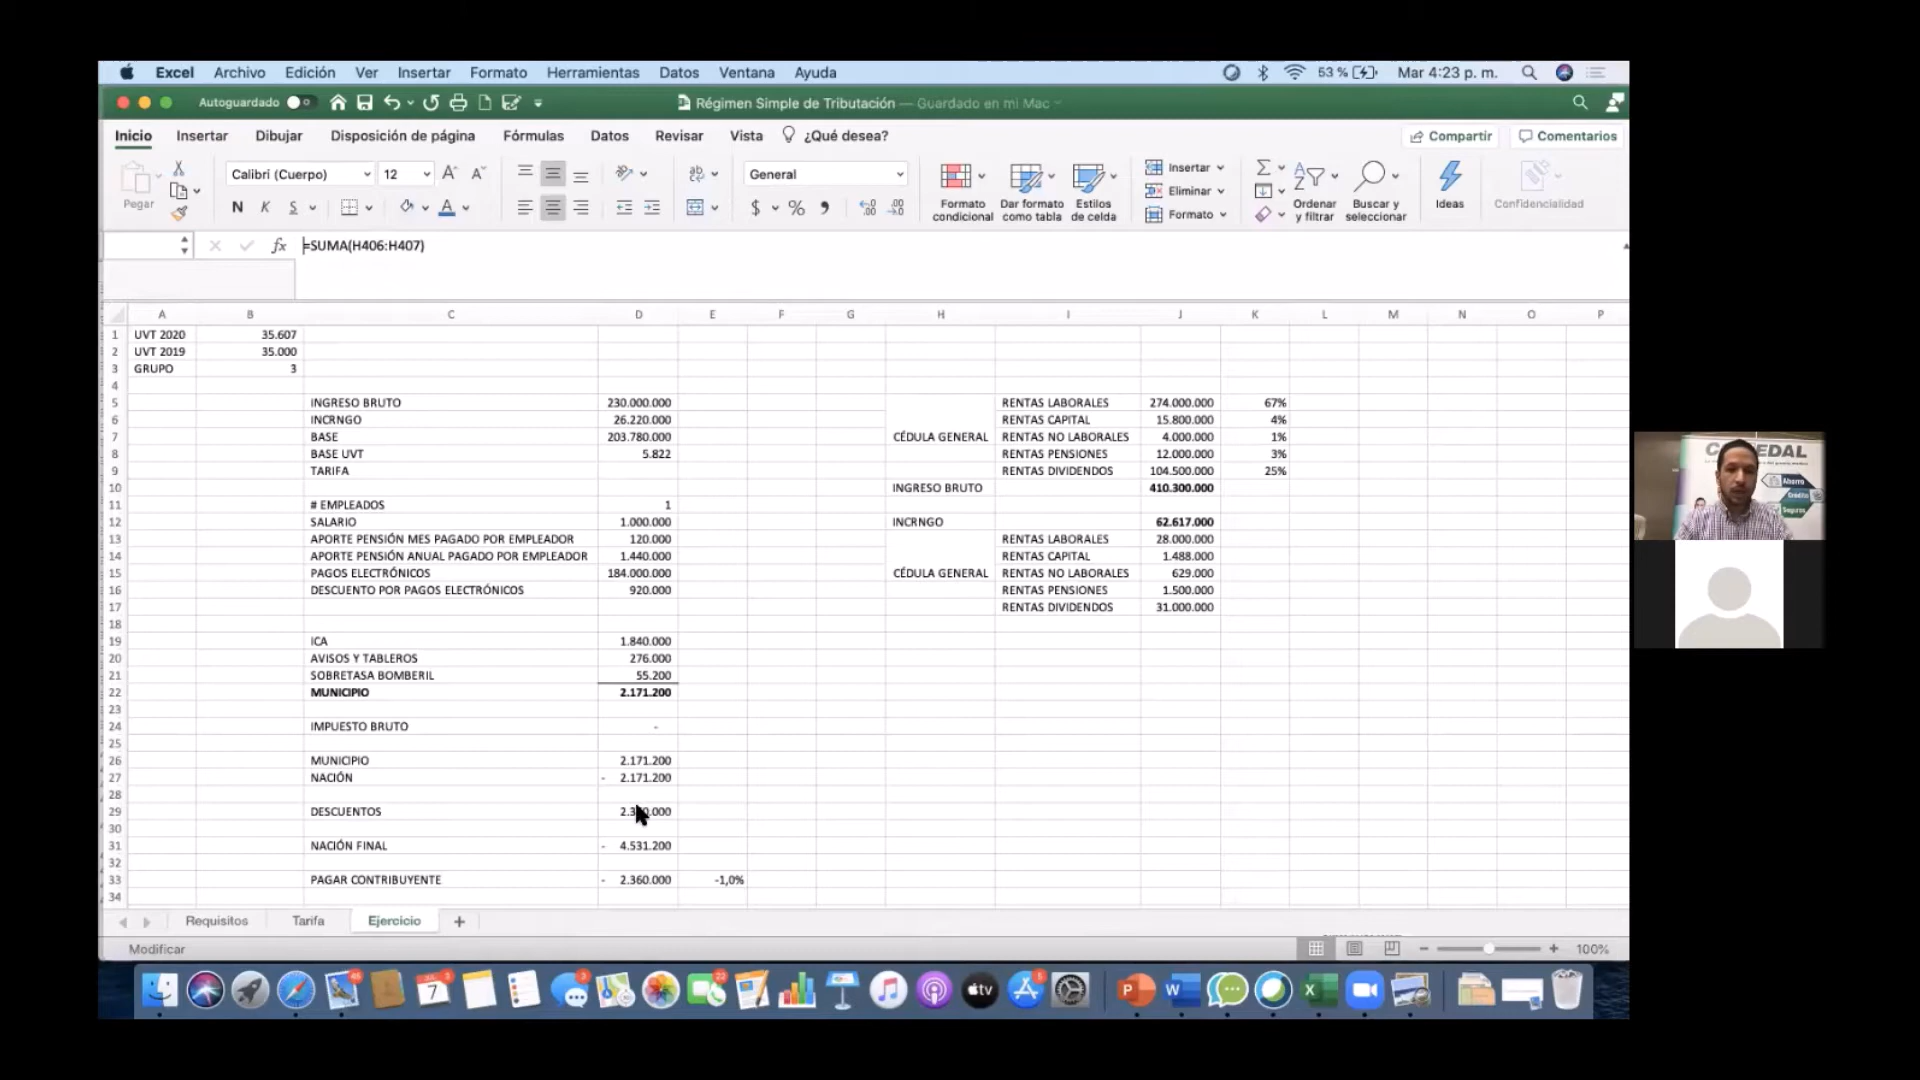 Excel Archivo Edición Ver Insertar Formato Herramientas Datos Ventana Ayuda 53 % Mar 4:23 p. m.
Autoguardado Régimen Simple de Tributación — Guardado en mi Mac
Inicio Insertar Dibujar Disposición de página Fórmulas Datos Revisar Vista ¿Qué desea? Compartir Comentarios
Pegar Calibri (Cuerpo) 12 General
N K S
Formato condicional Dar formato como tabla Estilos de celda
Insertar
Eliminar
Formato
Ordenar y filtrar Buscar y seleccionar Ideas Confidencialidad
fx =SUMA(H406:H407)
A B C D E F G H I J K L M N O P
1 UVT 2020 35.607
2 UVT 2019 35.000
3 GRUPO 3
4
5 INGRESO BRUTO 230.000.000 RENTAS LABORALES 274.000.000 67%
6 INCRNGO 26.220.000 RENTAS CAPITAL 15.800.000 4%
7 BASE 203.780.000 CÉDULA GENERAL RENTAS NO LABORALES 4.000.000 1%
8 BASE UVT 5.822 RENTAS PENSIONES 12.000.000 3%
9 TARIFA RENTAS DIVIDENDOS 104.500.000 25%
10 INGRESO BRUTO 410.300.000
11 # EMPLEADOS 1
12 SALARIO 1.000.000 INCRNGO 62.617.000
13 APORTE PENSIÓN MES PAGADO POR EMPLEADOR 120.000 RENTAS LABORALES 28.000.000
14 APORTE PENSIÓN ANUAL PAGADO POR EMPLEADOR 1.440.000 RENTAS CAPITAL 1.488.000
15 PAGOS ELECTRÓNICOS 184.000.000 CÉDULA GENERAL RENTAS NO LABORALES 629.000
16 DESCUENTO POR PAGOS ELECTRÓNICOS 920.000 RENTAS PENSIONES 1.500.000
17 RENTAS DIVIDENDOS 31.000.000
18
19 ICA 1.840.000
20 AVISOS Y TABLEROS 276.000
21 SOBRETASA BOMBERIL 55.200
22 MUNICIPIO 2.171.200
23
24 IMPUESTO BRUTO -
25
26 MUNICIPIO 2.171.200
27 NACIÓN - 2.171.200
28
29 DESCUENTOS
30
31 NACIÓN FINAL - 4.531.200
32
33 PAGAR CONTRIBUYENTE - 2.360.000 -1,0%
34
Requisitos Tarifa Ejercicio +
Modificar 100%
Ahorro
Crédito
Seguros
JUL 7
tv
P W X